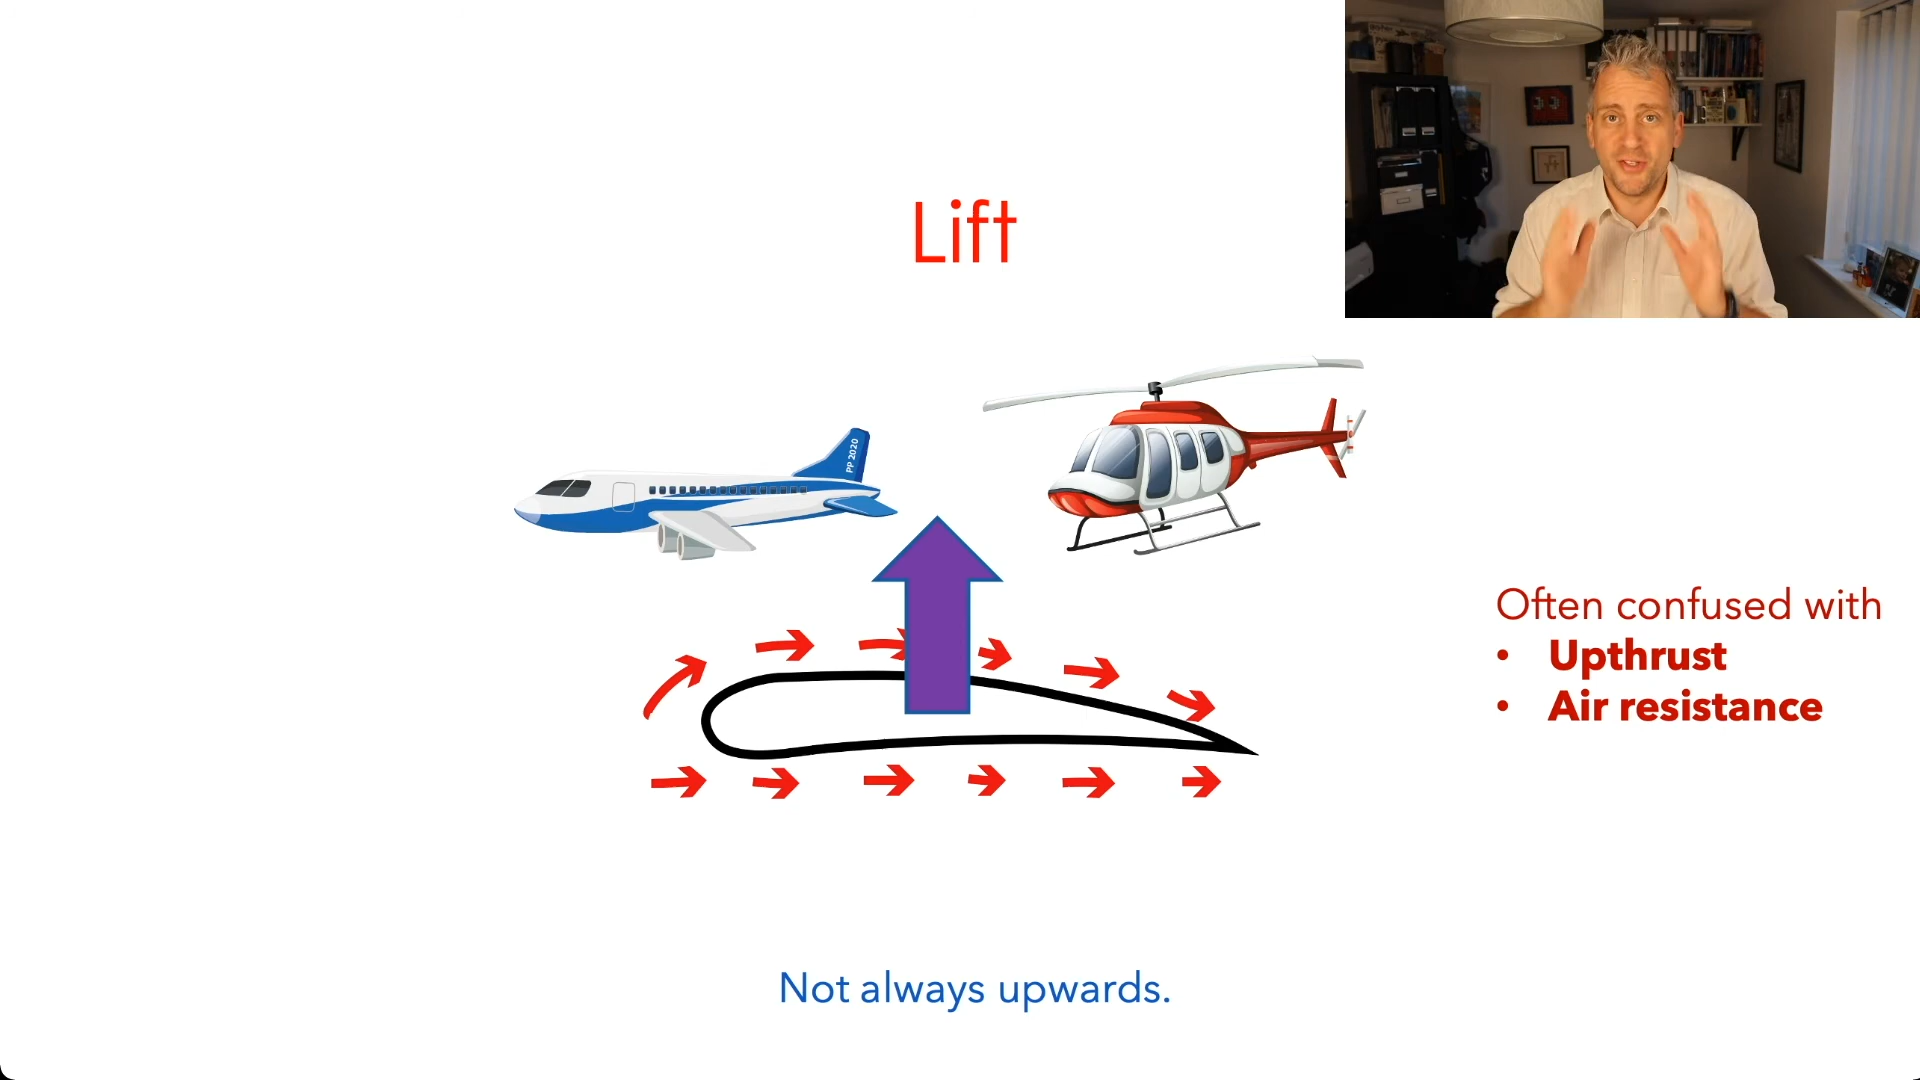 Lift
PP 2020
Often confused with
• Upthrust
• Air resistance
Not always upwards.